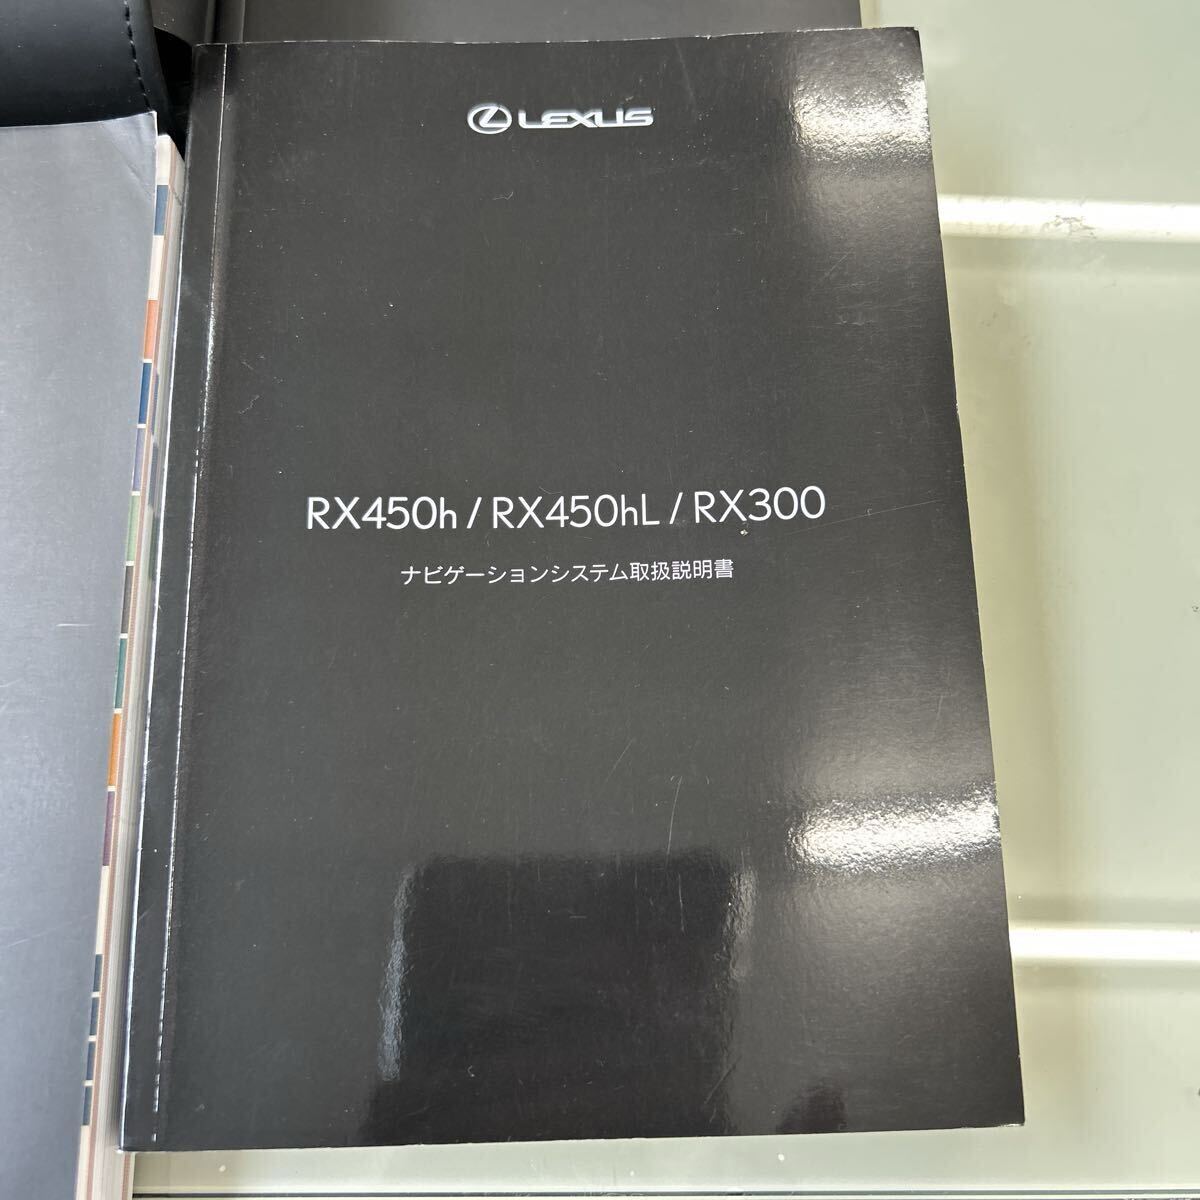 LEXUS
RX450h / RX450hL / RX300
ナビゲーションシステム取扱説明書